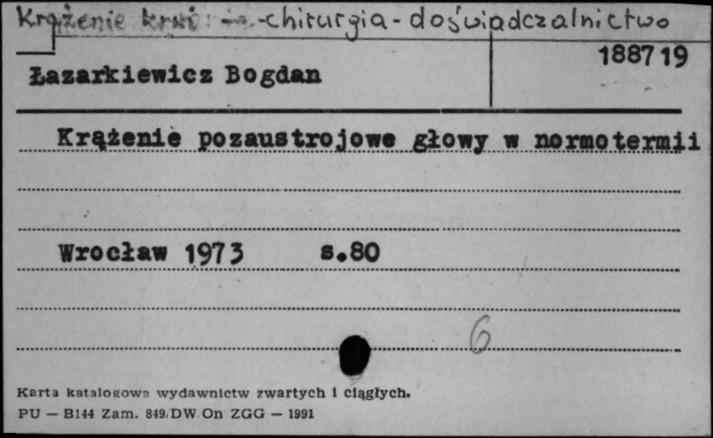 Krążenie krwi - chirurgia - doświadczalnictwo
188719
Łazarkiewicz Bogdan
Krążenie pozaustrojowe głowy w normotermii
Wrocław 1973 s.80
6
Karta katalogowa wydawnictw zwartych i ciągłych.
PU — B144 Zam. 849/DW/On ZGG — 1991